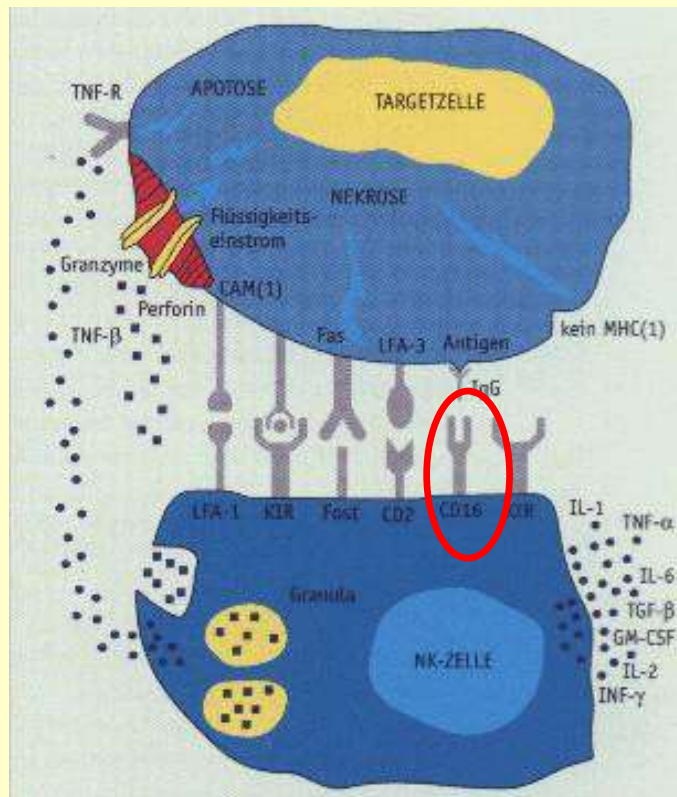 TNF-R
APOTOSE
TARGETZELLE
NEKROSE
Flüssigkeits-
einstrom
Granzyme
CAM(1)
Perforin
TNF-β
Fas
LFA-3
Antigen
kein MHC(1)
IgG
LFA-1
KIR
Fost
CD2
CD16
IL-1
TNF-α
IL-6
TGF-β
GM-CSF
IL-2
INF-γ
Granula
NK-ZELLE